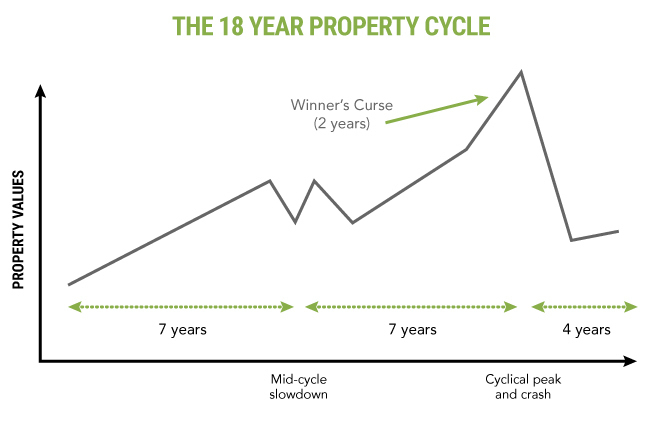 THE 18 YEAR PROPERTY CYCLE
Winner's Curse
(2 years)
PROPERTY VALUES
7 years
7 years
4 years
Mid-cycle
slowdown
Cyclical peak
and crash